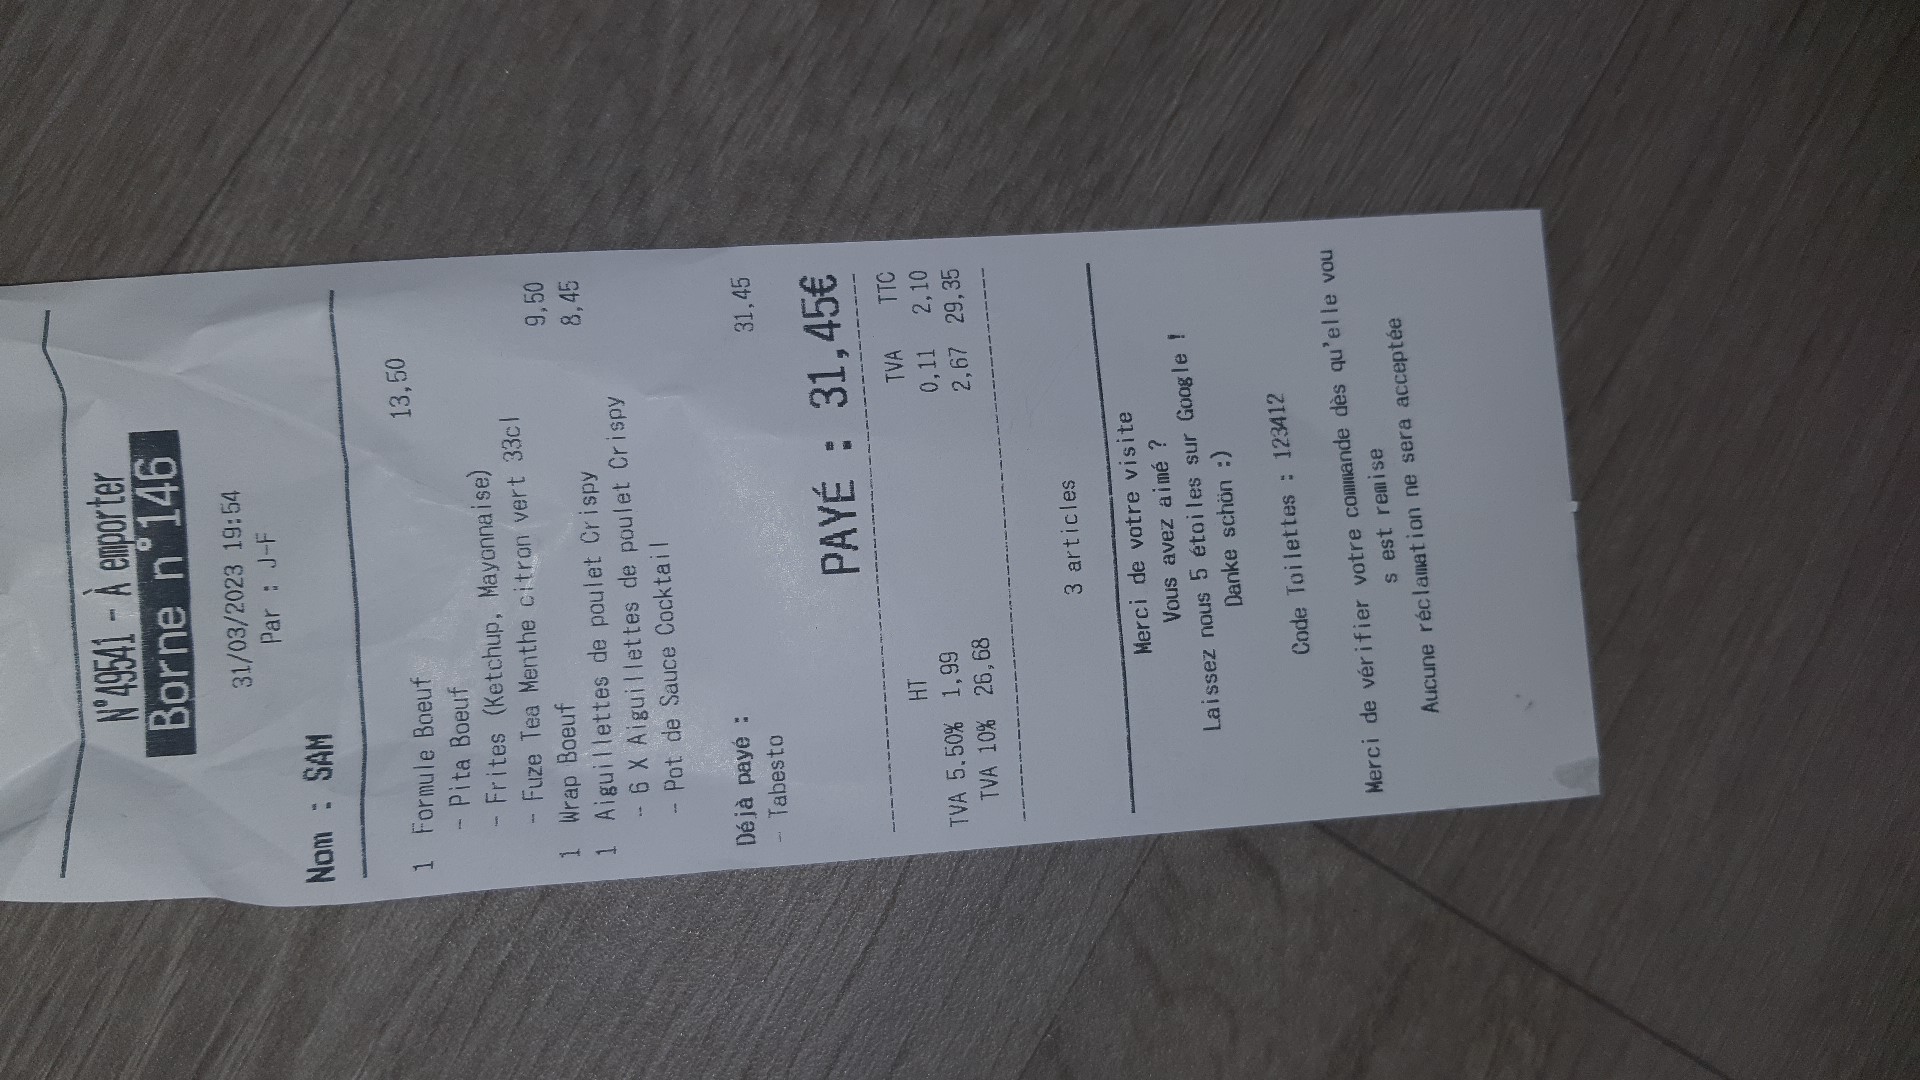 N°49541 - À emporter
Borne n°146
31/03/2023 19:54
Par : J-F
Nom : SAM
1 Formule Boeuf 13,50
- Pita Boeuf
- Frites (Ketchup, Mayonnaise)
- Fuze Tea Menthe citron vert 33cl
1 Wrap Boeuf 9,50
1 Aiguillettes de poulet Crispy 8,45
- 6 X Aiguillettes de poulet Crispy
- Pot de Sauce Cocktail
Déjà payé :
- Tabesto 31,45
PAYÉ : 31,45€
HT TVA TTC
TVA 5.50% 1,99 0,11 2,10
TVA 10% 26,68 2,67 29,35
3 articles
Merci de votre visite
Vous avez aimé ?
Laissez nous 5 étoiles sur Google !
Danke schön :)
Code Toilettes : 123412
Merci de vérifier votre commande dès qu'elle vou
s est remise
Aucune réclamation ne sera acceptée